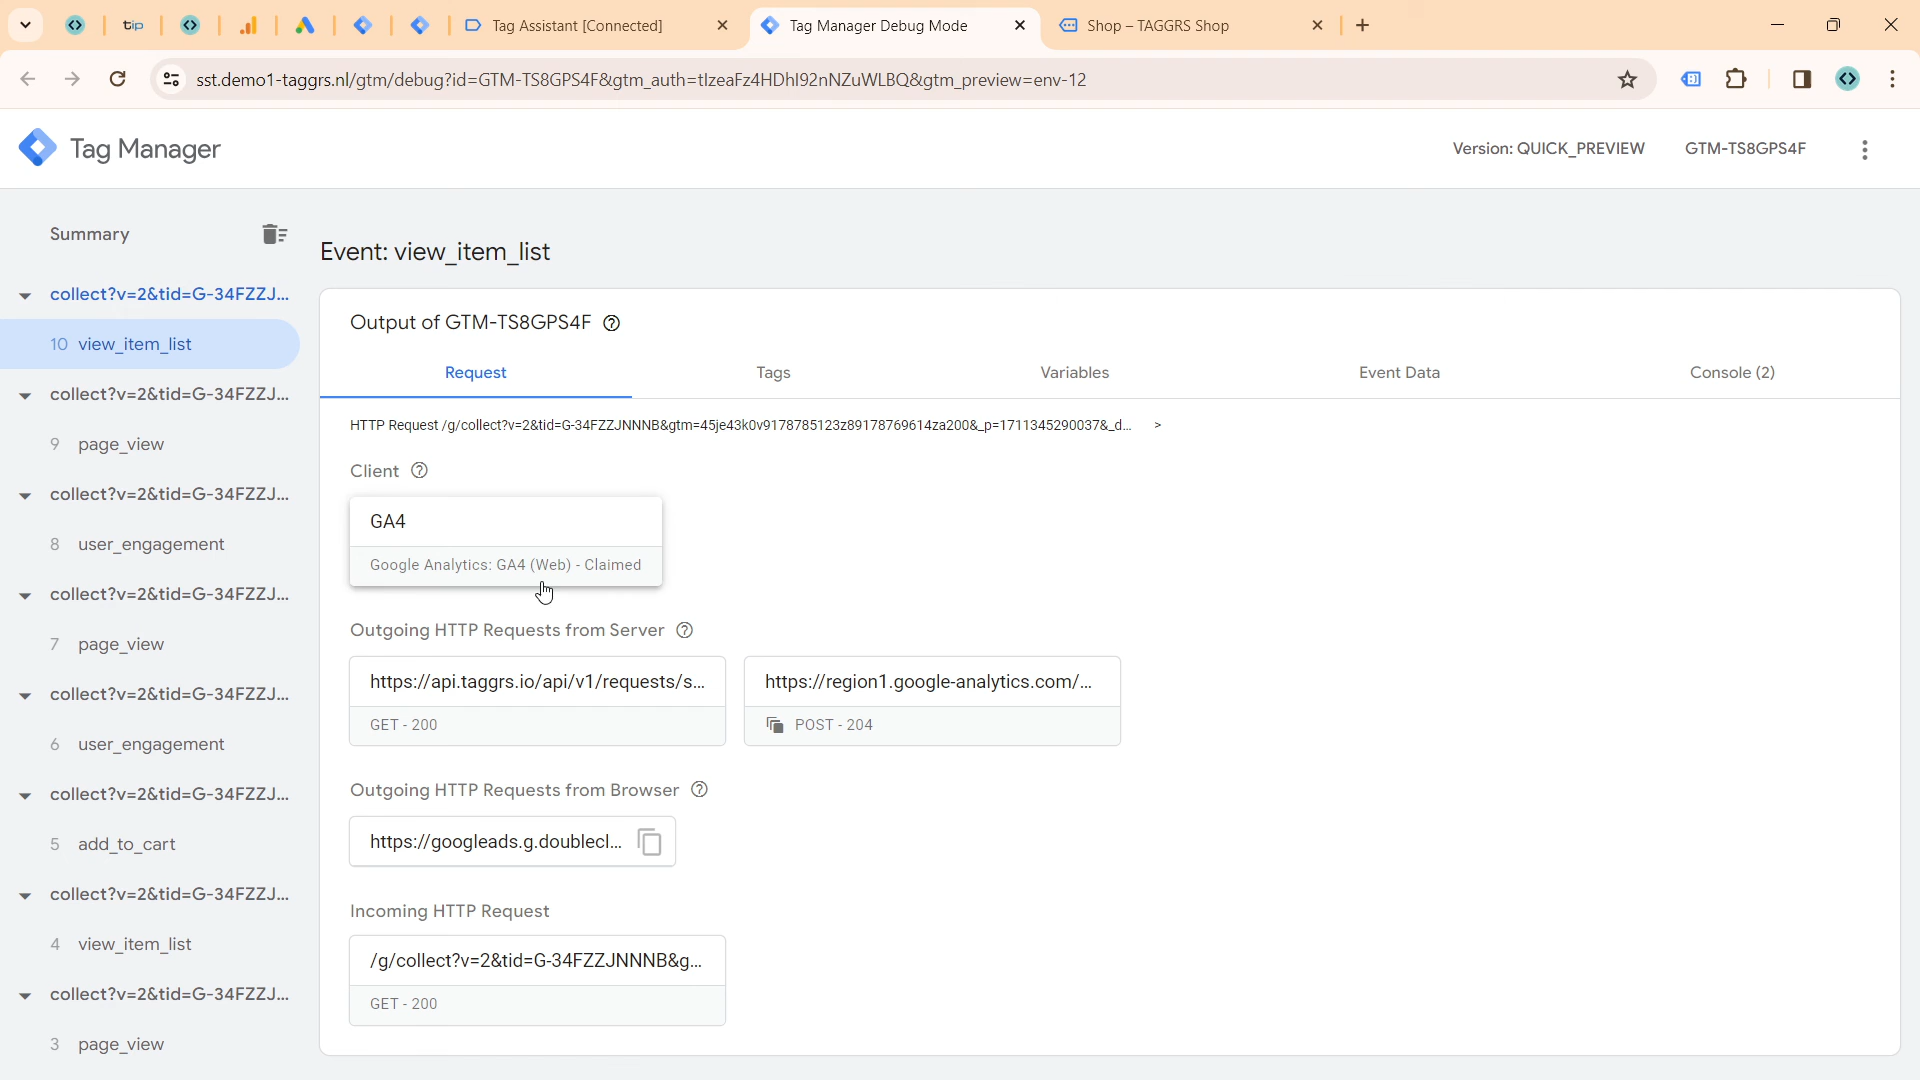 tip
Tag Assistant [Connected]
Tag Manager Debug Mode
Shop – TAGGRS Shop
sst.demo1-taggrs.nl/gtm/debug?id=GTM-TS8GPS4F&gtm_auth=tIzeaFz4HDhI92nNZuWLBQ&gtm_preview=env-12
Tag Manager
Version: QUICK_PREVIEW
GTM-TS8GPS4F
Summary
collect?v=2&tid=G-34FZZJ...
10 view_item_list
collect?v=2&tid=G-34FZZJ...
9 page_view
collect?v=2&tid=G-34FZZJ...
8 user_engagement
collect?v=2&tid=G-34FZZJ...
7 page_view
collect?v=2&tid=G-34FZZJ...
6 user_engagement
collect?v=2&tid=G-34FZZJ...
5 add_to_cart
collect?v=2&tid=G-34FZZJ...
4 view_item_list
collect?v=2&tid=G-34FZZJ...
3 page_view
Event: view_item_list
Output of GTM-TS8GPS4F
Request
Tags
Variables
Event Data
Console (2)
HTTP Request /g/collect?v=2&tid=G-34FZZJNNNB&gtm=45je43k0v9178785123z89178769614za200&_p=1711345290037&_d... >
Client
GA4
Google Analytics: GA4 (Web) - Claimed
Outgoing HTTP Requests from Server
https://api.taggrs.io/api/v1/requests/s...
GET - 200
https://region1.google-analytics.com/...
POST - 204
Outgoing HTTP Requests from Browser
https://googleads.g.doublecl...
Incoming HTTP Request
/g/collect?v=2&tid=G-34FZZJNNNB&g...
GET - 200